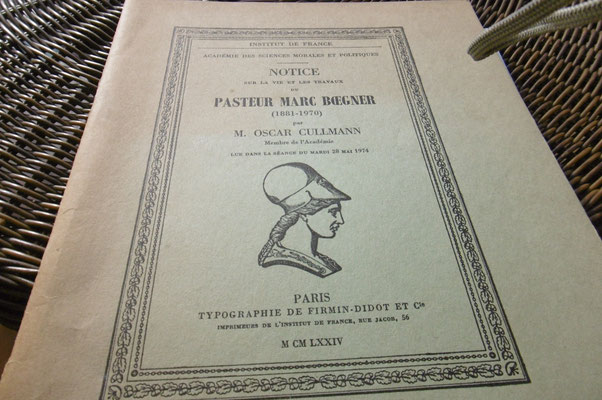 INSTITUT DE FRANCE
ACADÉMIE DES SCIENCES MORALES ET POLITIQUES
NOTICE
SUR LA VIE ET LES TRAVAUX
DU
PASTEUR MARC BŒGNER
(1881-1970)
par
M. OSCAR CULLMANN
Membre de l'Académie
LUE DANS LA SÉANCE DU MARDI 28 MAI 1974
PARIS
TYPOGRAPHIE DE FIRMIN-DIDOT ET Cie
IMPRIMEURS DE L'INSTITUT DE FRANCE, RUE JACOB, 56
M CM LXXIV